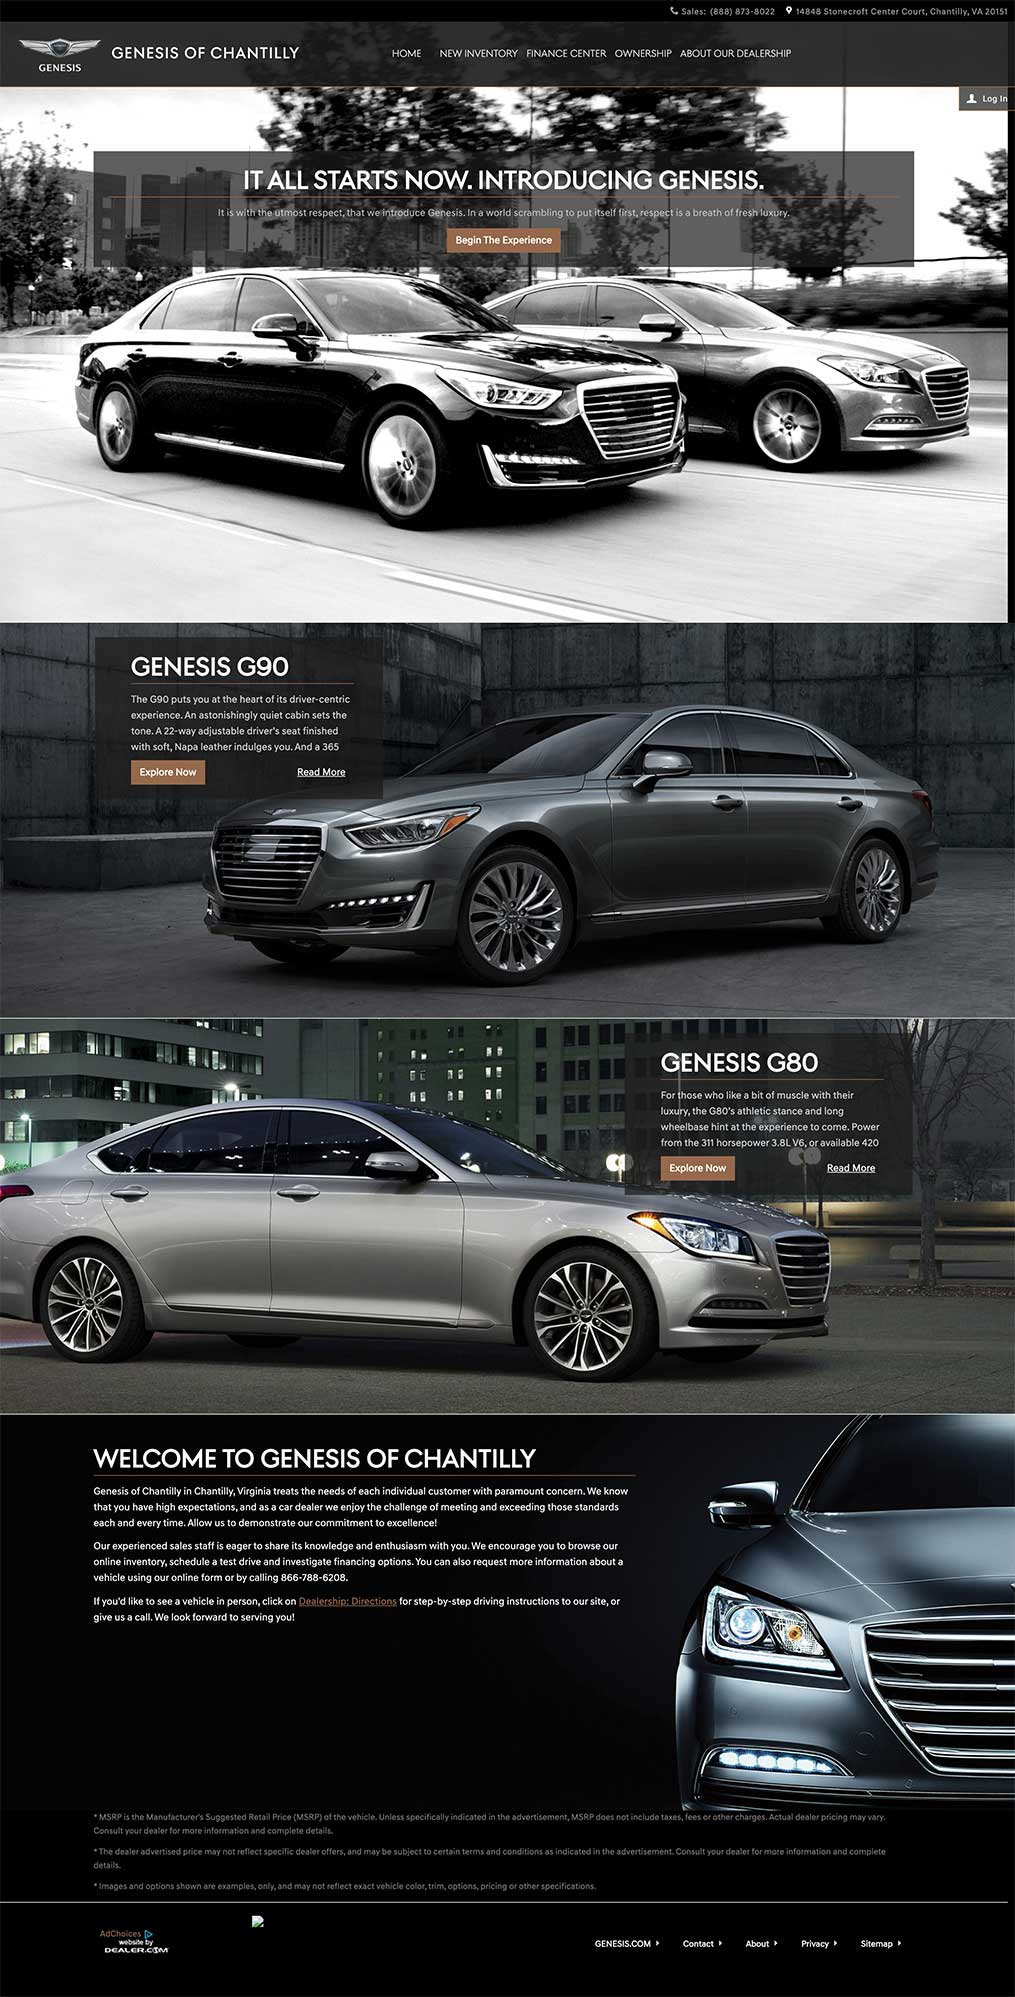 Sales: (888) 873-8022 14848 Stonecroft Center Court, Chantilly, VA 20151
GENESIS
GENESIS OF CHANTILLY
HOME NEW INVENTORY FINANCE CENTER OWNERSHIP ABOUT OUR DEALERSHIP
Log In
IT ALL STARTS NOW. INTRODUCING GENESIS.
It is with the utmost respect, that we introduce Genesis. In a world scrambling to put itself first, respect is a breath of fresh luxury.
Begin The Experience
GENESIS G90
The G90 puts you at the heart of its driver-centric
experience. An astonishingly quiet cabin sets the
tone. A 22-way adjustable driver's seat finished
with soft, Napa leather indulges you. And a 365
Explore Now Read More
GENESIS G80
For those who like a bit of muscle with their
luxury, the G80's athletic stance and long
wheelbase hint at the experience to come. Power
from the 311 horsepower 3.8L V6, or available 420
Explore Now Read More
WELCOME TO GENESIS OF CHANTILLY
Genesis of Chantilly in Chantilly, Virginia treats the needs of each individual customer with paramount concern. We know
that you have high expectations, and as a car dealer we enjoy the challenge of meeting and exceeding those standards
each and every time. Allow us to demonstrate our commitment to excellence!
Our experienced sales staff is eager to share its knowledge and enthusiasm with you. We encourage you to browse our
online inventory, schedule a test drive and investigate financing options. You can also request more information about a
vehicle using our online form or by calling 866-788-6208.
If you'd like to see a vehicle in person, click on Dealership: Directions for step-by-step driving instructions to our site, or
give us a call. We look forward to serving you!
* MSRP is the Manufacturer's Suggested Retail Price (MSRP) of the vehicle. Unless specifically indicated in the advertisement, MSRP does not include taxes, fees or other charges. Actual dealer pricing may vary.
Consult your dealer for more information and complete details.
* The dealer advertised price may not reflect specific dealer offers, and may be subject to certain terms and conditions as indicated in the advertisement. Consult your dealer for more information and complete
details.
* Images and options shown are examples, only, and may not reflect exact vehicle color, trim, options, pricing or other specifications.
AdChoices
website by
DEALER.COM
GENESIS.COM Contact About Privacy Sitemap